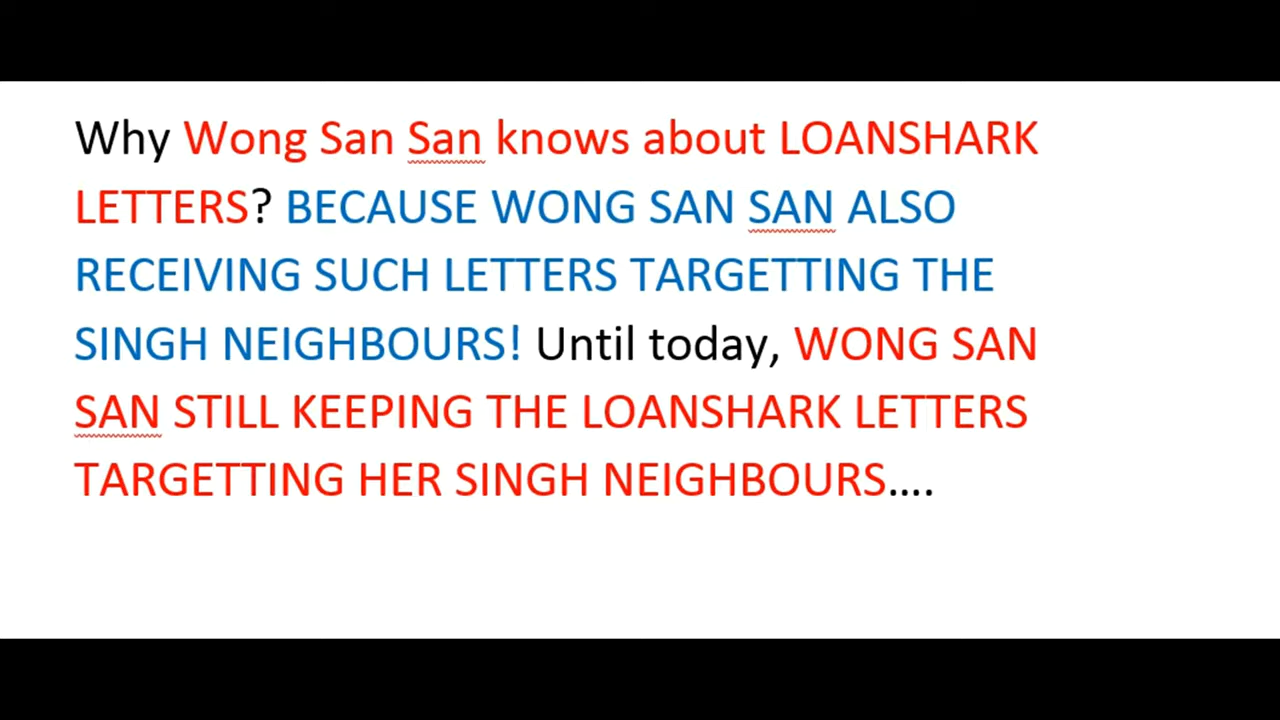 Why Wong San San knows about LOANSHARK
LETTERS? BECAUSE WONG SAN SAN ALSO
RECEIVING SUCH LETTERS TARGETTING THE
SINGH NEIGHBOURS! Until today, WONG SAN
SAN STILL KEEPING THE LOANSHARK LETTERS
TARGETTING HER SINGH NEIGHBOURS....